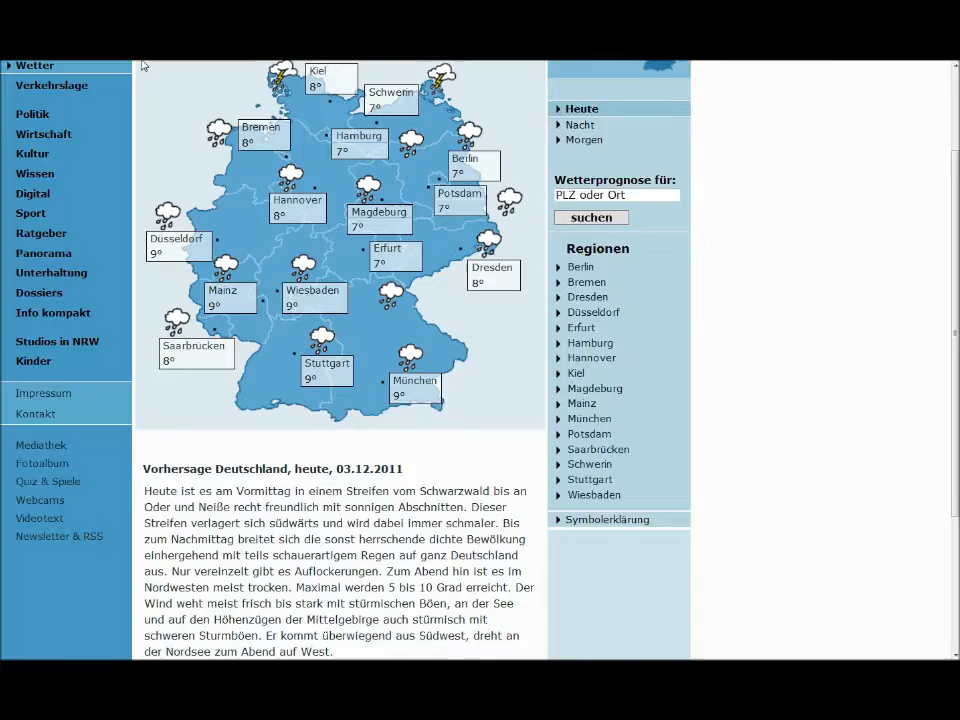 Wetter
Verkehrslage
Politik
Wirtschaft
Kultur
Wissen
Digital
Sport
Ratgeber
Panorama
Unterhaltung
Dossiers
Info kompakt
Studios in NRW
Kinder
Impressum
Kontakt
Mediathek
Fotoalbum
Quiz & Spiele
Webcams
Videotext
Newsletter & RSS
Kiel
8°
Schwerin
7°
Bremen
8°
Hamburg
7°
Berlin
7°
Hannover
8°
Potsdam
7°
Magdeburg
7°
Düsseldorf
9°
Erfurt
7°
Dresden
8°
Mainz
9°
Wiesbaden
9°
Saarbrücken
8°
Stuttgart
9°
München
9°
Vorhersage Deutschland, heute, 03.12.2011
Heute ist es am Vormittag in einem Streifen vom Schwarzwald bis an
Oder und Neiße recht freundlich mit sonnigen Abschnitten. Dieser
Streifen verlagert sich südwärts und wird dabei immer schmaler. Bis
zum Nachmittag breitet sich die sonst herrschende dichte Bewölkung
einhergehend mit teils schauerartigem Regen auf ganz Deutschland
aus. Nur vereinzelt gibt es Auflockerungen. Zum Abend hin ist es im
Nordwesten meist trocken. Maximal werden 5 bis 10 Grad erreicht. Der
Wind weht meist frisch bis stark mit stürmischen Böen, an der See
und auf den Höhenzügen der Mittelgebirge auch stürmisch mit
schweren Sturmböen. Er kommt überwiegend aus Südwest, dreht an
der Nordsee zum Abend auf West.
Heute
Nacht
Morgen
Wetterprognose für:
PLZ oder Ort
suchen
Regionen
Berlin
Bremen
Dresden
Düsseldorf
Erfurt
Hamburg
Hannover
Kiel
Magdeburg
Mainz
München
Potsdam
Saarbrücken
Schwerin
Stuttgart
Wiesbaden
Symbolerklärung